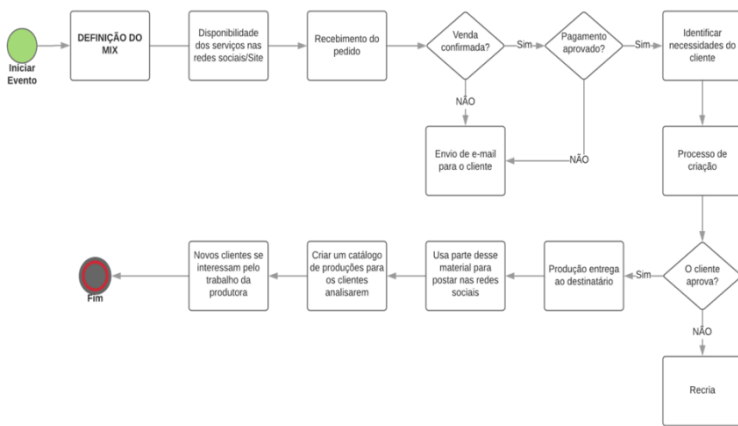 Iniciar
Evento
DEFINIÇÃO DO
MIX
Disponibilidade
dos serviços nas
redes sociais/Site
Recebimento do
pedido
Venda
confirmada?
Sim
Pagamento
aprovado?
Sim
Identificar
necessidades do
cliente
NÃO
NÃO
Envio de e-mail
para o cliente
Processo de
criação
O cliente
aprova?
Sim
Produção entrega
ao destinatário
Usa parte desse
material para
postar nas redes
sociais
Criar um catálogo
de produções para
os clientes
analisarem
Novos clientes se
interessam pelo
trabalho da
produtora
Fim
NÃO
Recria